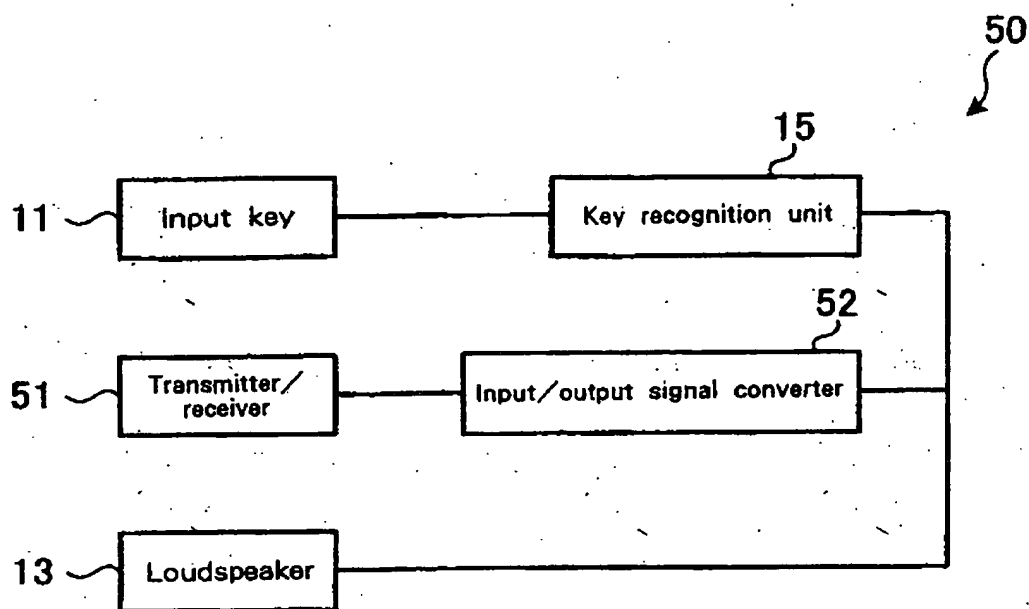 50
15
11
Input key
Key recognition unit
52
51
Transmitter/
receiver
Input/output signal converter
13
Loudspeaker